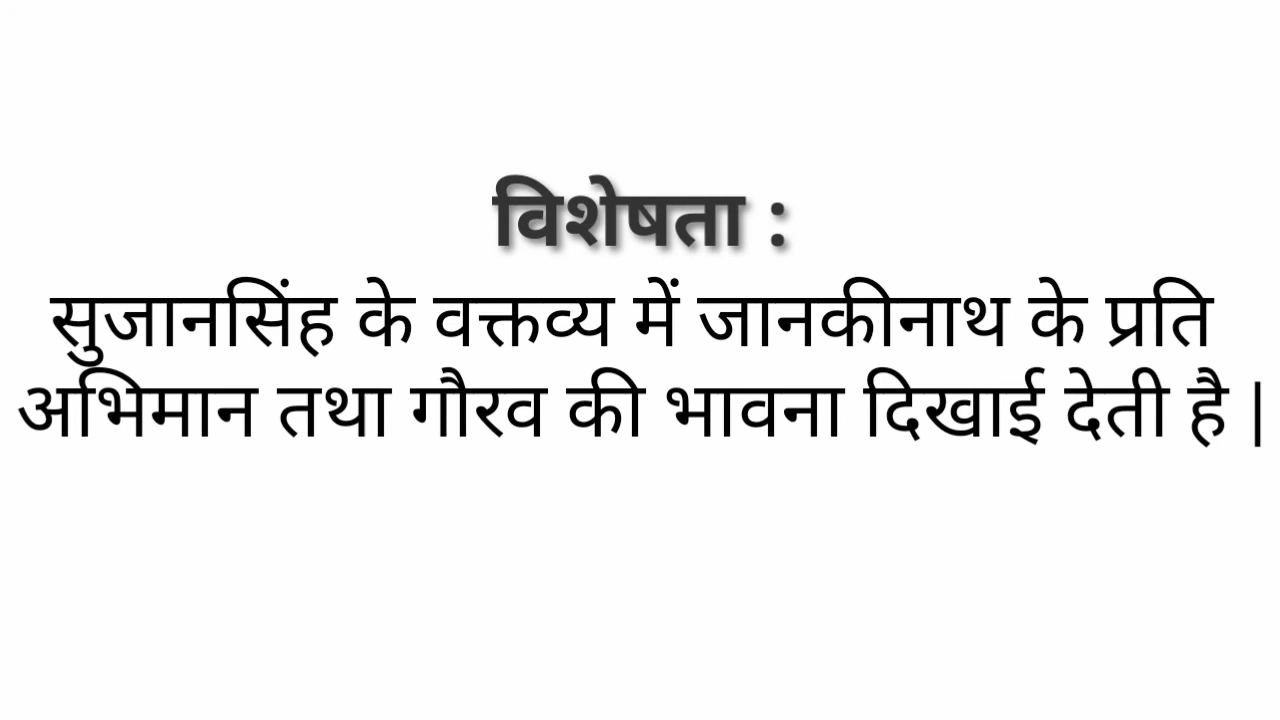 विशेषता :
सुजानसिंह के वक्तव्य में जानकीनाथ के प्रति
अभिमान तथा गौरव की भावना दिखाई देती है |